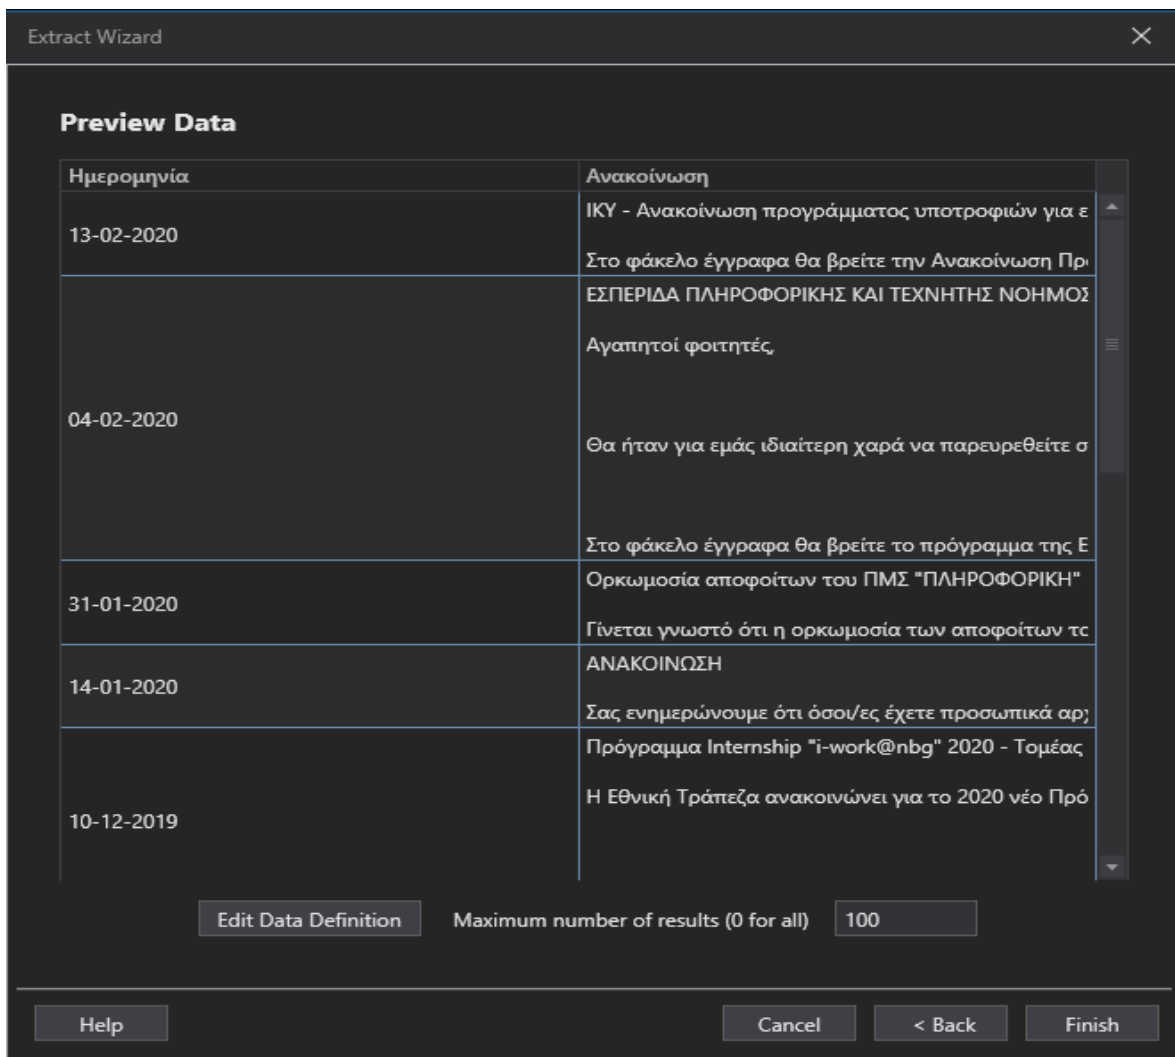 Extract Wizard
Preview Data
Ημερομηνία
Ανακοίνωση
13-02-2020
ΙΚΥ - Ανακοίνωση προγράμματος υποτροφιών για ε
Στο φάκελο έγγραφα θα βρείτε την Ανακοίνωση Πρ
04-02-2020
ΕΣΠΕΡΙΔΑ ΠΛΗΡΟΦΟΡΙΚΗΣ ΚΑΙ ΤΕΧΝΗΤΗΣ ΝΟΗΜΟΣ
Αγαπητοί φοιτητές,
Θα ήταν για εμάς ιδιαίτερη χαρά να παρευρεθείτε σ
Στο φάκελο έγγραφα θα βρείτε το πρόγραμμα της Ε
31-01-2020
Ορκωμοσία αποφοίτων του ΠΜΣ "ΠΛΗΡΟΦΟΡΙΚΗ"
Γίνεται γνωστό ότι η ορκωμοσία των αποφοίτων το
14-01-2020
ΑΝΑΚΟΙΝΩΣΗ
Σας ενημερώνουμε ότι όσοι/ες έχετε προσωπικά αρχ
10-12-2019
Πρόγραμμα Internship "i-work@nbg" 2020 - Τομέας
Η Εθνική Τράπεζα ανακοινώνει για το 2020 νέο Πρό
Edit Data Definition
Maximum number of results (0 for all)
100
Help
Cancel
< Back
Finish